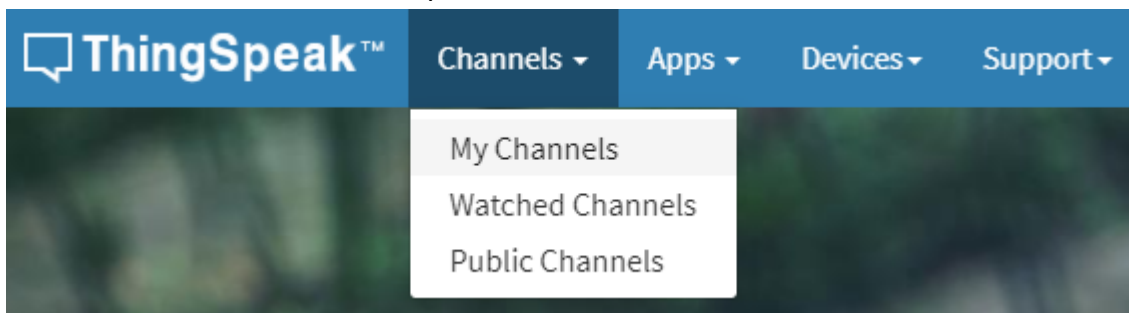 ThingSpeak™ Channels Apps Devices Support
My Channels
Watched Channels
Public Channels